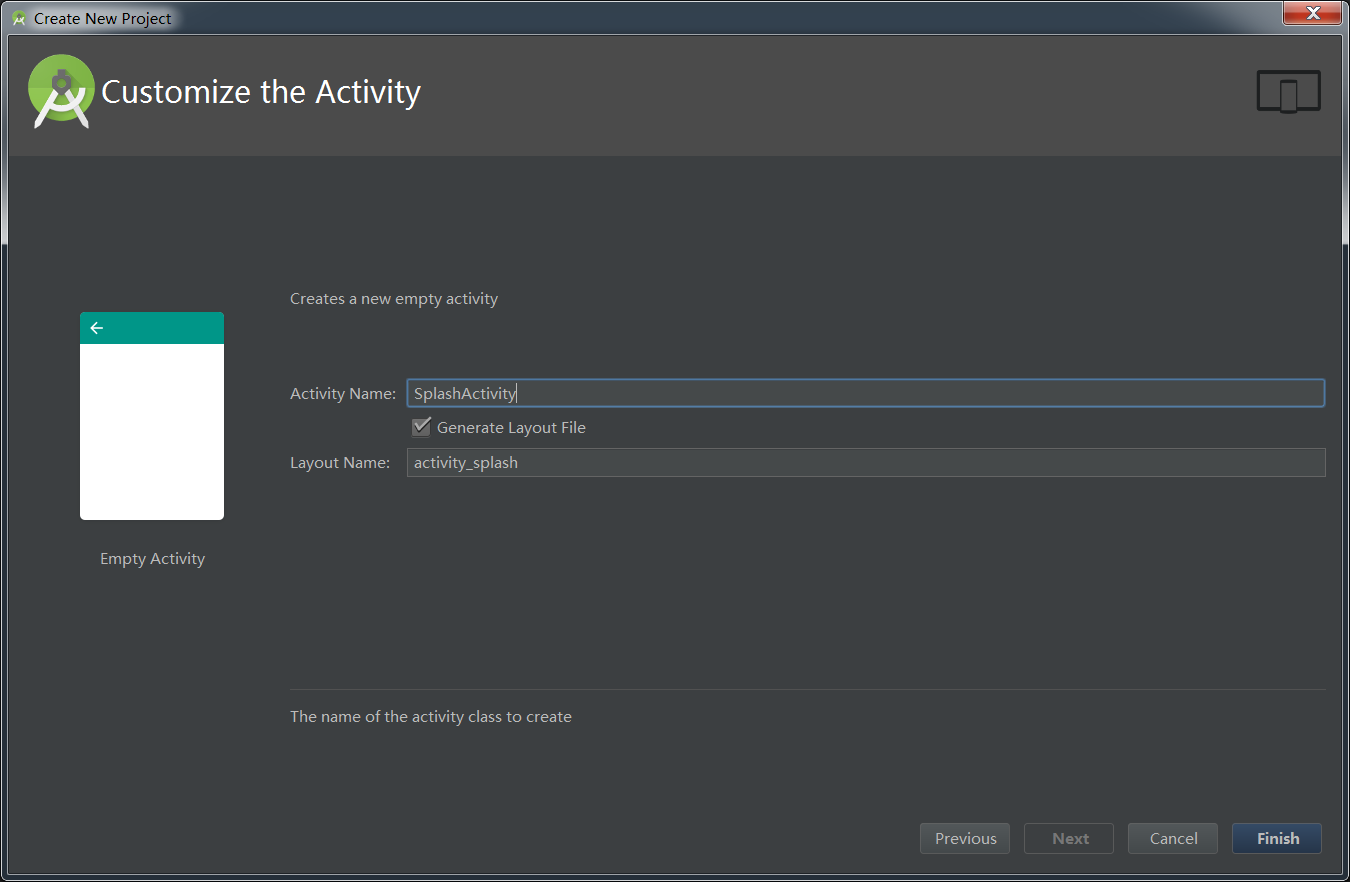 Create New Project
Customize the Activity
Creates a new empty activity
Activity Name: SplashActivity
Generate Layout File
Layout Name: activity_splash
Empty Activity
The name of the activity class to create
Previous Next Cancel Finish